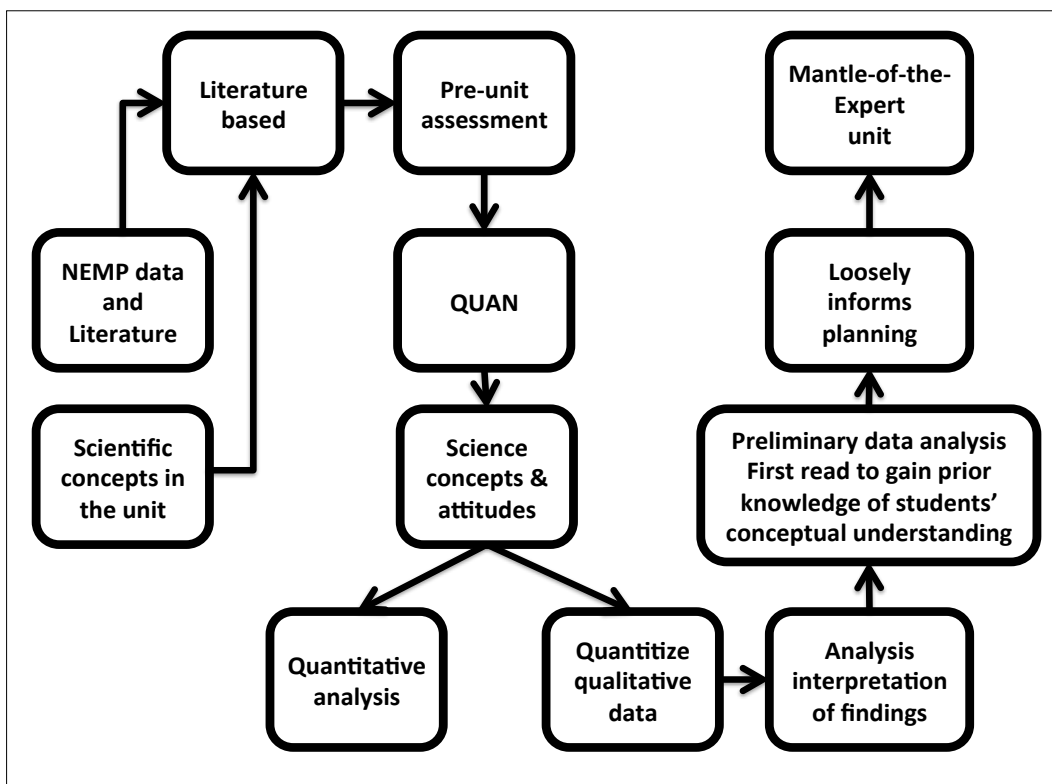 Literature
based
Pre-unit
assessment
Mantle-of-the-
Expert
unit
NEMP data
and
Literature
QUAN
Loosely
informs
planning
Scientific
concepts in
the unit
Science
concepts &
attitudes
Preliminary data analysis
First read to gain prior
knowledge of students’
conceptual understanding
Quantitative
analysis
Quantitize
qualitative
data
Analysis
interpretation
of findings